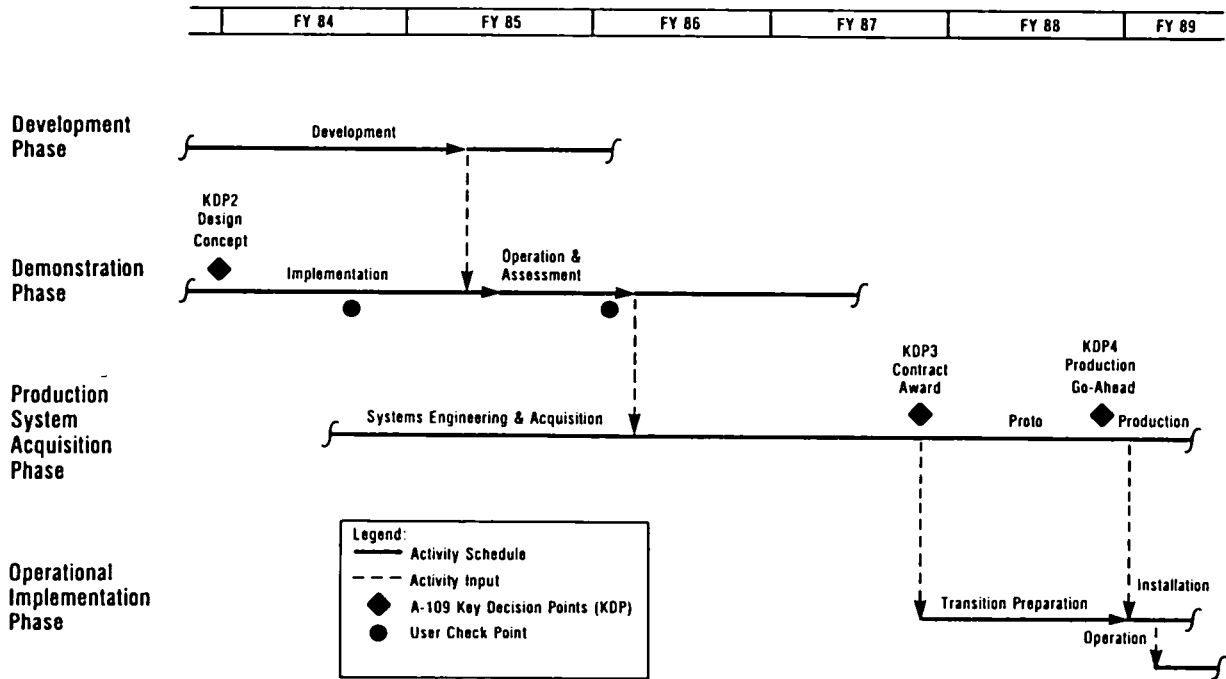 FY 84
FY 85
FY 86
FY 87
FY 88
FY 89
Development
Phase
Development
KDP2
Design
Concept
Demonstration
Phase
Implementation
Operation &
Assessment
KDP3
Contract
Award
KDP4
Production
Go-Ahead
Production
System
Acquisition
Phase
Systems Engineering & Acquisition
Proto
Production
Legend:
Activity Schedule
Activity Input
A-109 Key Decision Points (KDP)
User Check Point
Operational
Implementation
Phase
Transition Preparation
Installation
Operation